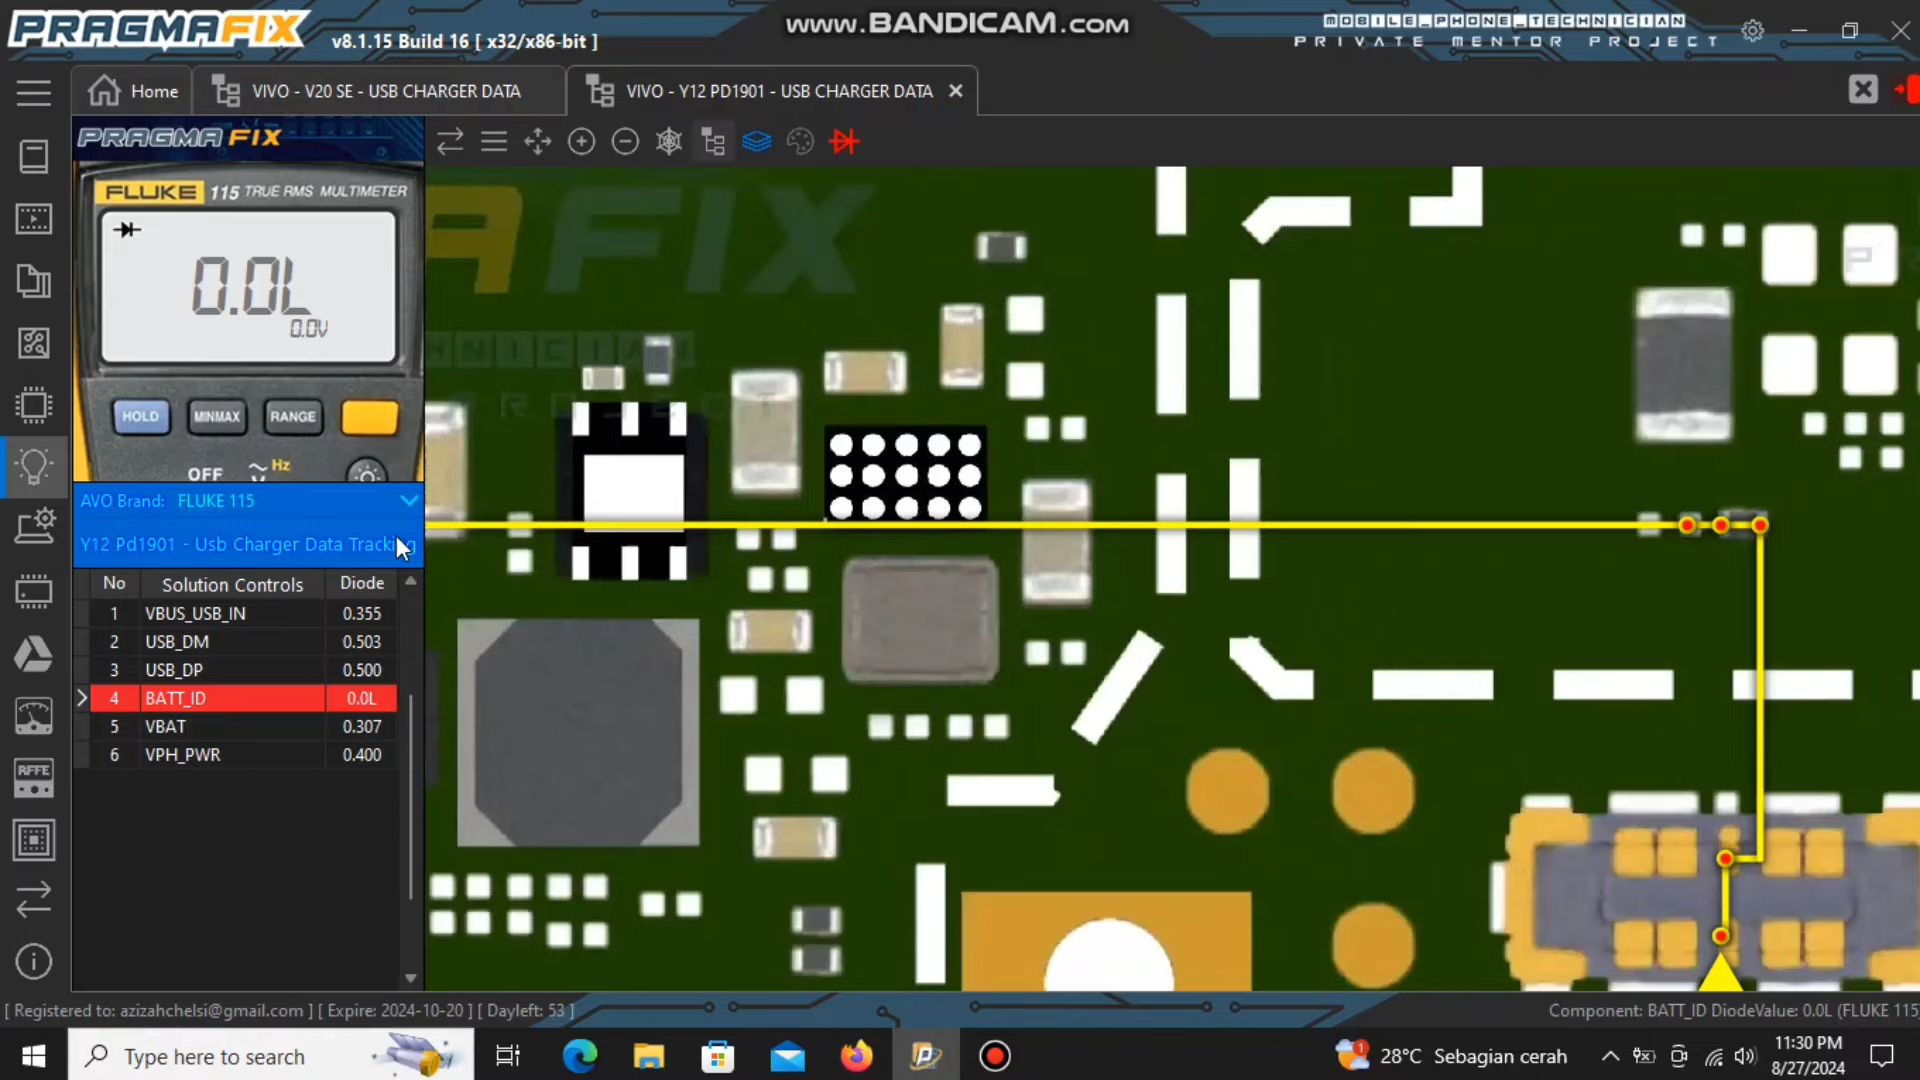 PRAGMAFIX
v8.1.15 Build 16 [ x32/x86-bit ]
www.BANDICAM.com
MOBILE_PHONE_TECHNICIAN
PRIVATE MENTOR PROJECT
Home
VIVO - V20 SE - USB CHARGER DATA
VIVO - Y12 PD1901 - USB CHARGER DATA
PRAGMA FIX
FLUKE 115 TRUE RMS MULTIMETER
0.0L
0.0V
HOLD
MINMAX
RANGE
OFF
Hz
AVO Brand: FLUKE 115
Y12 Pd1901 - Usb Charger Data Tracking
No Solution Controls Diode
1 VBUS_USB_IN 0.355
2 USB_DM 0.503
3 USB_DP 0.500
4 BATT_ID 0.0L
5 VBAT 0.307
6 VPH_PWR 0.400
RFFE
A FIX
HNICIAN
PROJEC
[ Registered to: azizahchelsi@gmail.com ] [ Expire: 2024-10-20 ] [ Dayleft: 53 ]
Component: BATT_ID DiodeValue: 0.0L (FLUKE 115
Type here to search
28°C Sebagian cerah
11:30 PM
8/27/2024